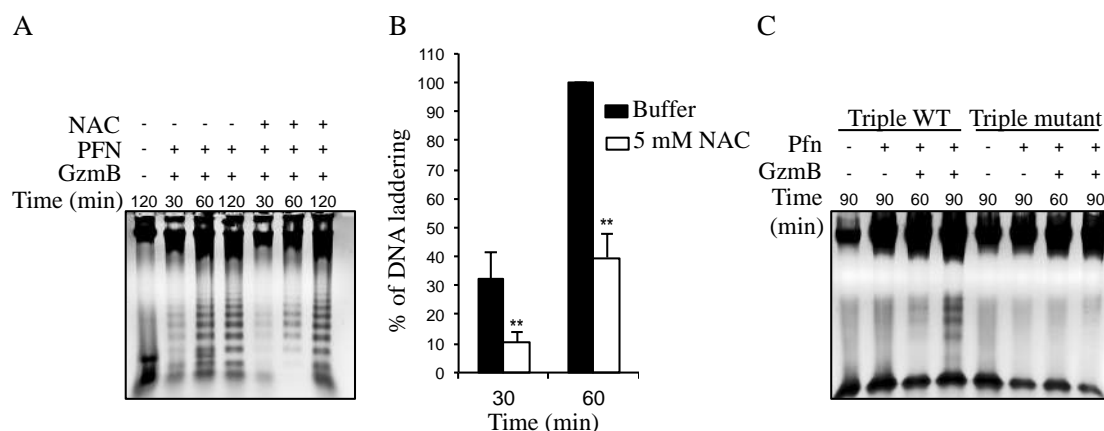 A
NAC - - - - + + +
PFN - + + + + + +
GzmB - + + + + + +
Time (min) 120 30 60 120 30 60 120
B
110
100
90
80
70
60
50
40
30
20
10
0
% of DNA laddering
Buffer
5 mM NAC
**
**
30 60
Time (min)
C
Triple WT Triple mutant
Pfn - + + + - + + +
GzmB - - + + - - + +
Time 90 90 60 90 90 90 60 90
(min)